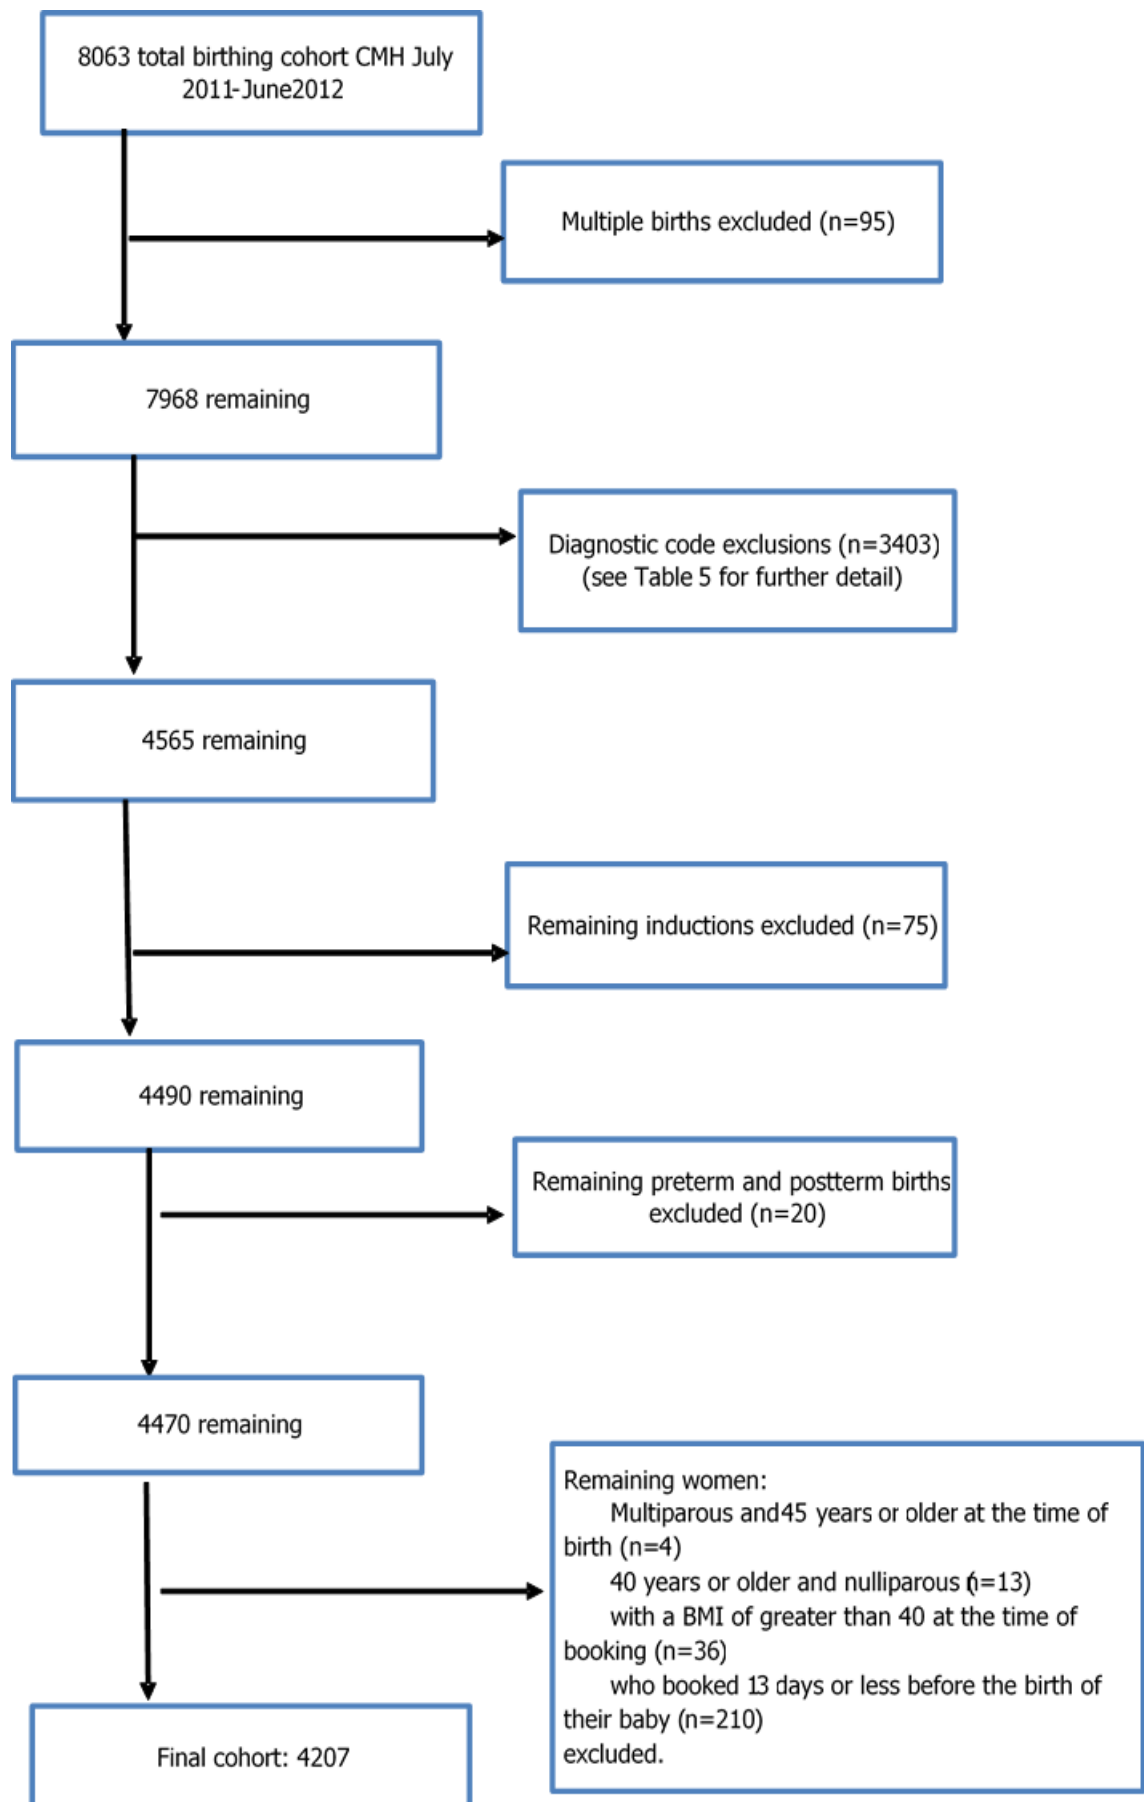 8063 total birthing cohort CMH July
2011-June2012
Multiple births excluded (n=95)
7968 remaining
Diagnostic code exclusions (n=3403)
(see Table 5 for further detail)
4565 remaining
Remaining inductions excluded (n=75)
4490 remaining
Remaining preterm and postterm births
excluded (n=20)
4470 remaining
Remaining women:
Multiparous and45 years or older at the time of
birth (n=4)
40 years or older and nulliparous (n=13)
with a BMI of greater than 40 at the time of
booking (n=36)
who booked 13 days or less before the birth of
their baby (n=210)
excluded.
Final cohort: 4207